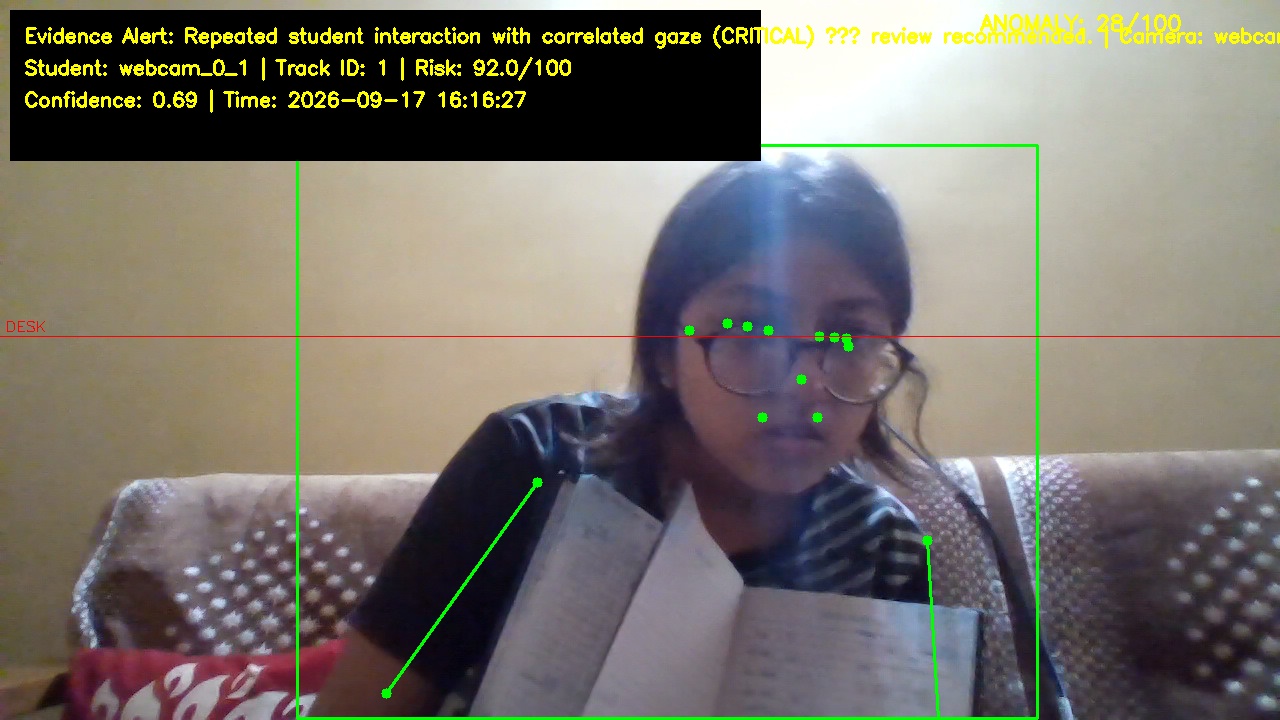 Evidence Alert: Repeated student interaction with correlated gaze (CRITICAL) ??? review recommended. | Camera: webca
ANOMALY: 28/100
Student: webcam_0_1 | Track ID: 1 | Risk: 92.0/100
Confidence: 0.69 | Time: 2026-09-17 16:16:27
DESK